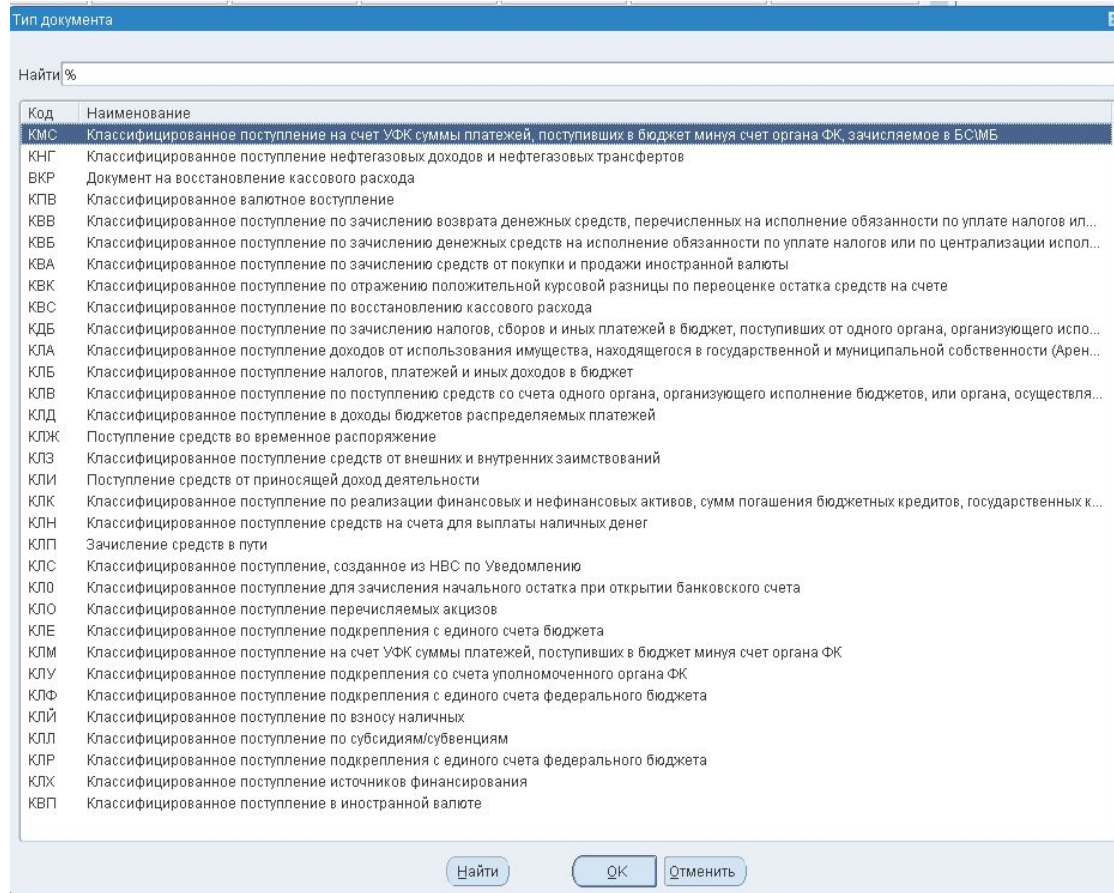 Тип документа
Найти %
Код Наименование
КМС Классифицированное поступление на счет УФК суммы платежей, поступивших в бюджет минуя счет органа ФК, зачисляемое в БС\МБ
КНГ Классифицированное поступление нефтегазовых доходов и нефтегазовых трансфертов
ВКР Документ на восстановление кассового расхода
КПВ Классифицированное валютное воступление
КВВ Классифицированное поступление по зачислению возврата денежных средств, перечисленных на исполнение обязанности по уплате налогов ил...
КВБ Классифицированное поступление по зачислению денежных средств на исполнение обязанности по уплате налогов или по централизации испол...
КВА Классифицированное поступление по зачислению средств от покупки и продажи иностранной валюты
КВК Классифицированное поступление по отражению положительной курсовой разницы по переоценке остатка средств на счете
КВС Классифицированное поступление по восстановлению кассового расхода
КДБ Классифицированное поступление по зачислению налогов, сборов и иных платежей в бюджет, поступивших от одного органа, организующего испо...
КЛА Классифицированное поступление доходов от использования имущества, находящегося в государственной и муниципальной собственности (Арен...
КЛБ Классифицированное поступление налогов, платежей и иных доходов в бюджет
КЛВ Классифицированное поступление по поступлению средств со счета одного органа, организующего исполнение бюджетов, или органа, осуществля...
КЛД Классифицированное поступление в доходы бюджетов распределяемых платежей
КЛЖ Поступление средств во временное распоряжение
КЛЗ Классифицированное поступление средств от внешних и внутренних заимствований
КЛИ Поступление средств от приносящей доход деятельности
КЛК Классифицированное поступление по реализации финансовых и нефинансовых активов, сумм погашения бюджетных кредитов, государственных к...
КЛН Классифицированное поступление средств на счета для выплаты наличных денег
КЛП Зачисление средств в пути
КЛС Классифицированное поступление, созданное из НВС по Уведомлению
КЛ0 Классифицированное поступление для зачисления начального остатка при открытии банковского счета
КЛО Классифицированное поступление перечисляемых акцизов
КЛЕ Классифицированное поступление подкрепления с единого счета бюджета
КЛМ Классифицированное поступление на счет УФК суммы платежей, поступивших в бюджет минуя счет органа ФК
КЛУ Классифицированное поступление подкрепления со счета уполномоченного органа ФК
КЛФ Классифицированное поступление подкрепления с единого счета федерального бюджета
КЛЙ Классифицированное поступление по взносу наличных
КЛЛ Классифицированное поступление по субсидиям/субвенциям
КЛР Классифицированное поступление подкрепления с единого счета федерального бюджета
КЛХ Классифицированное поступление источников финансирования
КВП Классифицированное поступление в иностранной валюте
Найти OK Отменить